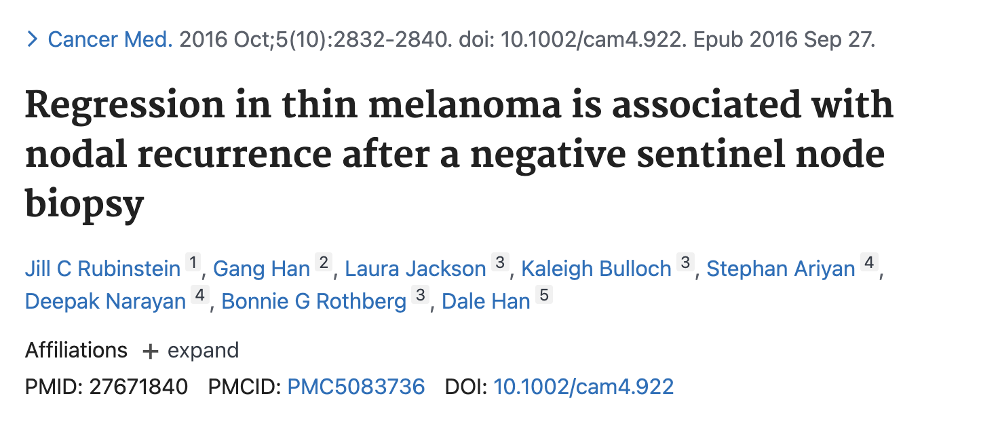 > Cancer Med. 2016 Oct;5(10):2832-2840. doi: 10.1002/cam4.922. Epub 2016 Sep 27.
Regression in thin melanoma is associated with
nodal recurrence after a negative sentinel node
biopsy
Jill C Rubinstein 1, Gang Han 2, Laura Jackson 3, Kaleigh Bulloch 3, Stephan Ariyan 4,
Deepak Narayan 4, Bonnie G Rothberg 3, Dale Han 5
Affiliations + expand
PMID: 27671840 PMCID: PMC5083736 DOI: 10.1002/cam4.922